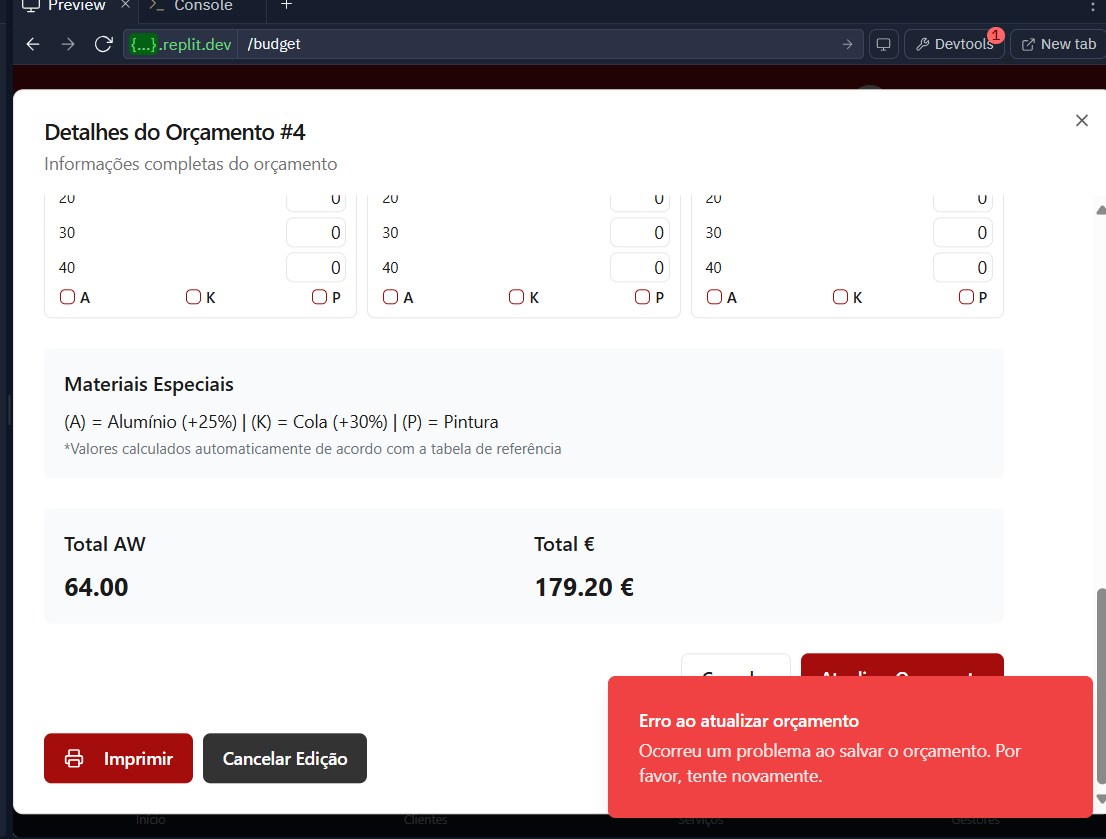 Preview
Console
{...}.replit.dev /budget
Devtools 1
New tab
Detalhes do Orçamento #4
Informações completas do orçamento
20 0 20 0 20 0
30 0 30 0 30 0
40 0 40 0 40 0
A K P A K P A K P
Materiais Especiais
(A) = Alumínio (+25%) | (K) = Cola (+30%) | (P) = Pintura
*Valores calculados automaticamente de acordo com a tabela de referência
Total AW Total €
64.00 179.20 €
Erro ao atualizar orçamento
Ocorreu um problema ao salvar o orçamento. Por
favor, tente novamente.
Imprimir
Cancelar Edição
Início Clientes Serviços Gestores